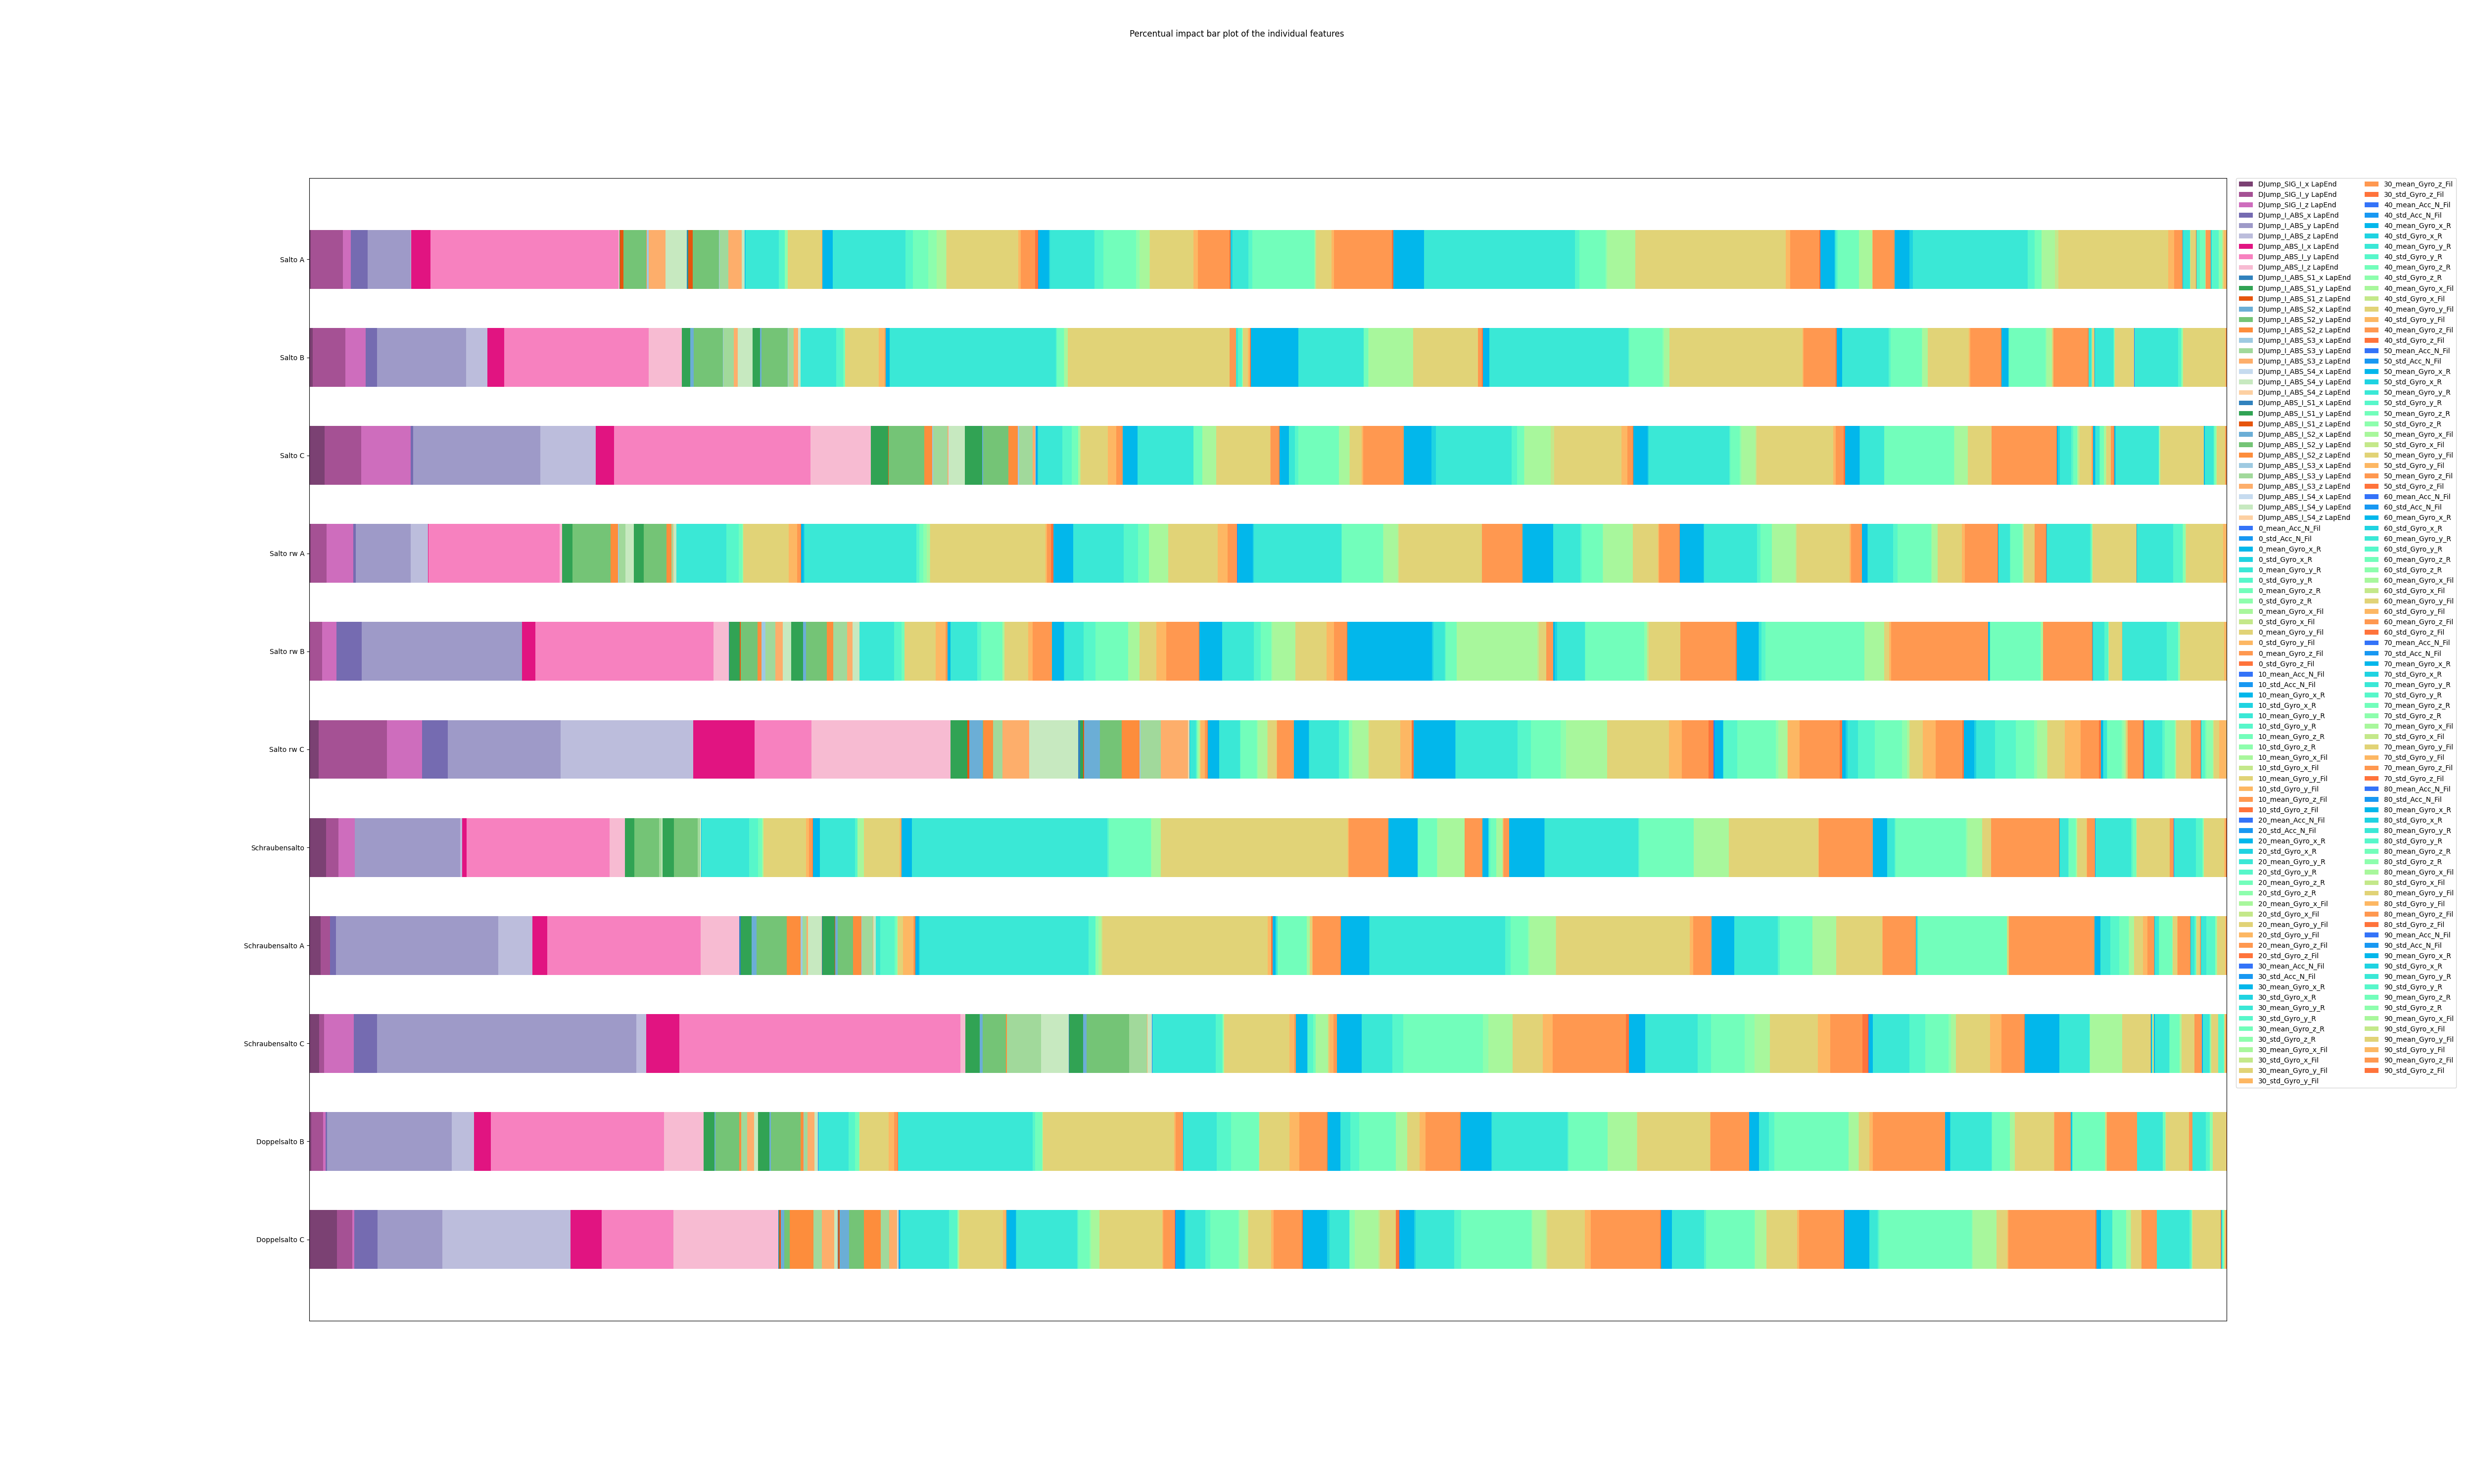 Percentual impact bar plot of the individual features
Salto A
Salto B
Salto C
Salto rw A
Salto rw B
Salto rw C
Schraubensalto
Schraubensalto A
Schraubensalto C
Doppelsalto B
Doppelsalto C
DJump_SIG_I_x LapEnd
DJump_SIG_I_y LapEnd
DJump_SIG_I_z LapEnd
DJump_I_ABS_x LapEnd
DJump_I_ABS_y LapEnd
DJump_I_ABS_z LapEnd
DJump_ABS_I_x LapEnd
DJump_ABS_I_y LapEnd
DJump_ABS_I_z LapEnd
DJump_I_ABS_S1_x LapEnd
DJump_I_ABS_S1_y LapEnd
DJump_I_ABS_S1_z LapEnd
DJump_I_ABS_S2_x LapEnd
DJump_I_ABS_S2_y LapEnd
DJump_I_ABS_S2_z LapEnd
DJump_I_ABS_S3_x LapEnd
DJump_I_ABS_S3_y LapEnd
DJump_I_ABS_S3_z LapEnd
DJump_I_ABS_S4_x LapEnd
DJump_I_ABS_S4_y LapEnd
DJump_I_ABS_S4_z LapEnd
DJump_ABS_I_S1_x LapEnd
DJump_ABS_I_S1_y LapEnd
DJump_ABS_I_S1_z LapEnd
DJump_ABS_I_S2_x LapEnd
DJump_ABS_I_S2_y LapEnd
DJump_ABS_I_S2_z LapEnd
DJump_ABS_I_S3_x LapEnd
DJump_ABS_I_S3_y LapEnd
DJump_ABS_I_S3_z LapEnd
DJump_ABS_I_S4_x LapEnd
DJump_ABS_I_S4_y LapEnd
DJump_ABS_I_S4_z LapEnd
0_mean_Acc_N_Fil
0_std_Acc_N_Fil
0_mean_Gyro_x_R
0_std_Gyro_x_R
0_mean_Gyro_y_R
0_std_Gyro_y_R
0_mean_Gyro_z_R
0_std_Gyro_z_R
0_mean_Gyro_x_Fil
0_std_Gyro_x_Fil
0_mean_Gyro_y_Fil
0_std_Gyro_y_Fil
0_mean_Gyro_z_Fil
0_std_Gyro_z_Fil
10_mean_Acc_N_Fil
10_std_Acc_N_Fil
10_mean_Gyro_x_R
10_std_Gyro_x_R
10_mean_Gyro_y_R
10_std_Gyro_y_R
10_mean_Gyro_z_R
10_std_Gyro_z_R
10_mean_Gyro_x_Fil
10_std_Gyro_x_Fil
10_mean_Gyro_y_Fil
10_std_Gyro_y_Fil
10_mean_Gyro_z_Fil
10_std_Gyro_z_Fil
20_mean_Acc_N_Fil
20_std_Acc_N_Fil
20_mean_Gyro_x_R
20_std_Gyro_x_R
20_mean_Gyro_y_R
20_std_Gyro_y_R
20_mean_Gyro_z_R
20_std_Gyro_z_R
20_mean_Gyro_x_Fil
20_std_Gyro_x_Fil
20_mean_Gyro_y_Fil
20_std_Gyro_y_Fil
20_mean_Gyro_z_Fil
20_std_Gyro_z_Fil
30_mean_Acc_N_Fil
30_std_Acc_N_Fil
30_mean_Gyro_x_R
30_std_Gyro_x_R
30_mean_Gyro_y_R
30_std_Gyro_y_R
30_mean_Gyro_z_R
30_std_Gyro_z_R
30_mean_Gyro_x_Fil
30_std_Gyro_x_Fil
30_mean_Gyro_y_Fil
30_std_Gyro_y_Fil
30_mean_Gyro_z_Fil
30_std_Gyro_z_Fil
40_mean_Acc_N_Fil
40_std_Acc_N_Fil
40_mean_Gyro_x_R
40_std_Gyro_x_R
40_mean_Gyro_y_R
40_std_Gyro_y_R
40_mean_Gyro_z_R
40_std_Gyro_z_R
40_mean_Gyro_x_Fil
40_std_Gyro_x_Fil
40_mean_Gyro_y_Fil
40_std_Gyro_y_Fil
40_mean_Gyro_z_Fil
40_std_Gyro_z_Fil
50_mean_Acc_N_Fil
50_std_Acc_N_Fil
50_mean_Gyro_x_R
50_std_Gyro_x_R
50_mean_Gyro_y_R
50_std_Gyro_y_R
50_mean_Gyro_z_R
50_std_Gyro_z_R
50_mean_Gyro_x_Fil
50_std_Gyro_x_Fil
50_mean_Gyro_y_Fil
50_std_Gyro_y_Fil
50_mean_Gyro_z_Fil
50_std_Gyro_z_Fil
60_mean_Acc_N_Fil
60_std_Acc_N_Fil
60_mean_Gyro_x_R
60_std_Gyro_x_R
60_mean_Gyro_y_R
60_std_Gyro_y_R
60_mean_Gyro_z_R
60_std_Gyro_z_R
60_mean_Gyro_x_Fil
60_std_Gyro_x_Fil
60_mean_Gyro_y_Fil
60_std_Gyro_y_Fil
60_mean_Gyro_z_Fil
60_std_Gyro_z_Fil
70_mean_Acc_N_Fil
70_std_Acc_N_Fil
70_mean_Gyro_x_R
70_std_Gyro_x_R
70_mean_Gyro_y_R
70_std_Gyro_y_R
70_mean_Gyro_z_R
70_std_Gyro_z_R
70_mean_Gyro_x_Fil
70_std_Gyro_x_Fil
70_mean_Gyro_y_Fil
70_std_Gyro_y_Fil
70_mean_Gyro_z_Fil
70_std_Gyro_z_Fil
80_mean_Acc_N_Fil
80_std_Acc_N_Fil
80_mean_Gyro_x_R
80_std_Gyro_x_R
80_mean_Gyro_y_R
80_std_Gyro_y_R
80_mean_Gyro_z_R
80_std_Gyro_z_R
80_mean_Gyro_x_Fil
80_std_Gyro_x_Fil
80_mean_Gyro_y_Fil
80_std_Gyro_y_Fil
80_mean_Gyro_z_Fil
80_std_Gyro_z_Fil
90_mean_Acc_N_Fil
90_std_Acc_N_Fil
90_mean_Gyro_x_R
90_std_Gyro_x_R
90_mean_Gyro_y_R
90_std_Gyro_y_R
90_mean_Gyro_z_R
90_std_Gyro_z_R
90_mean_Gyro_x_Fil
90_std_Gyro_x_Fil
90_mean_Gyro_y_Fil
90_std_Gyro_y_Fil
90_mean_Gyro_z_Fil
90_std_Gyro_z_Fil